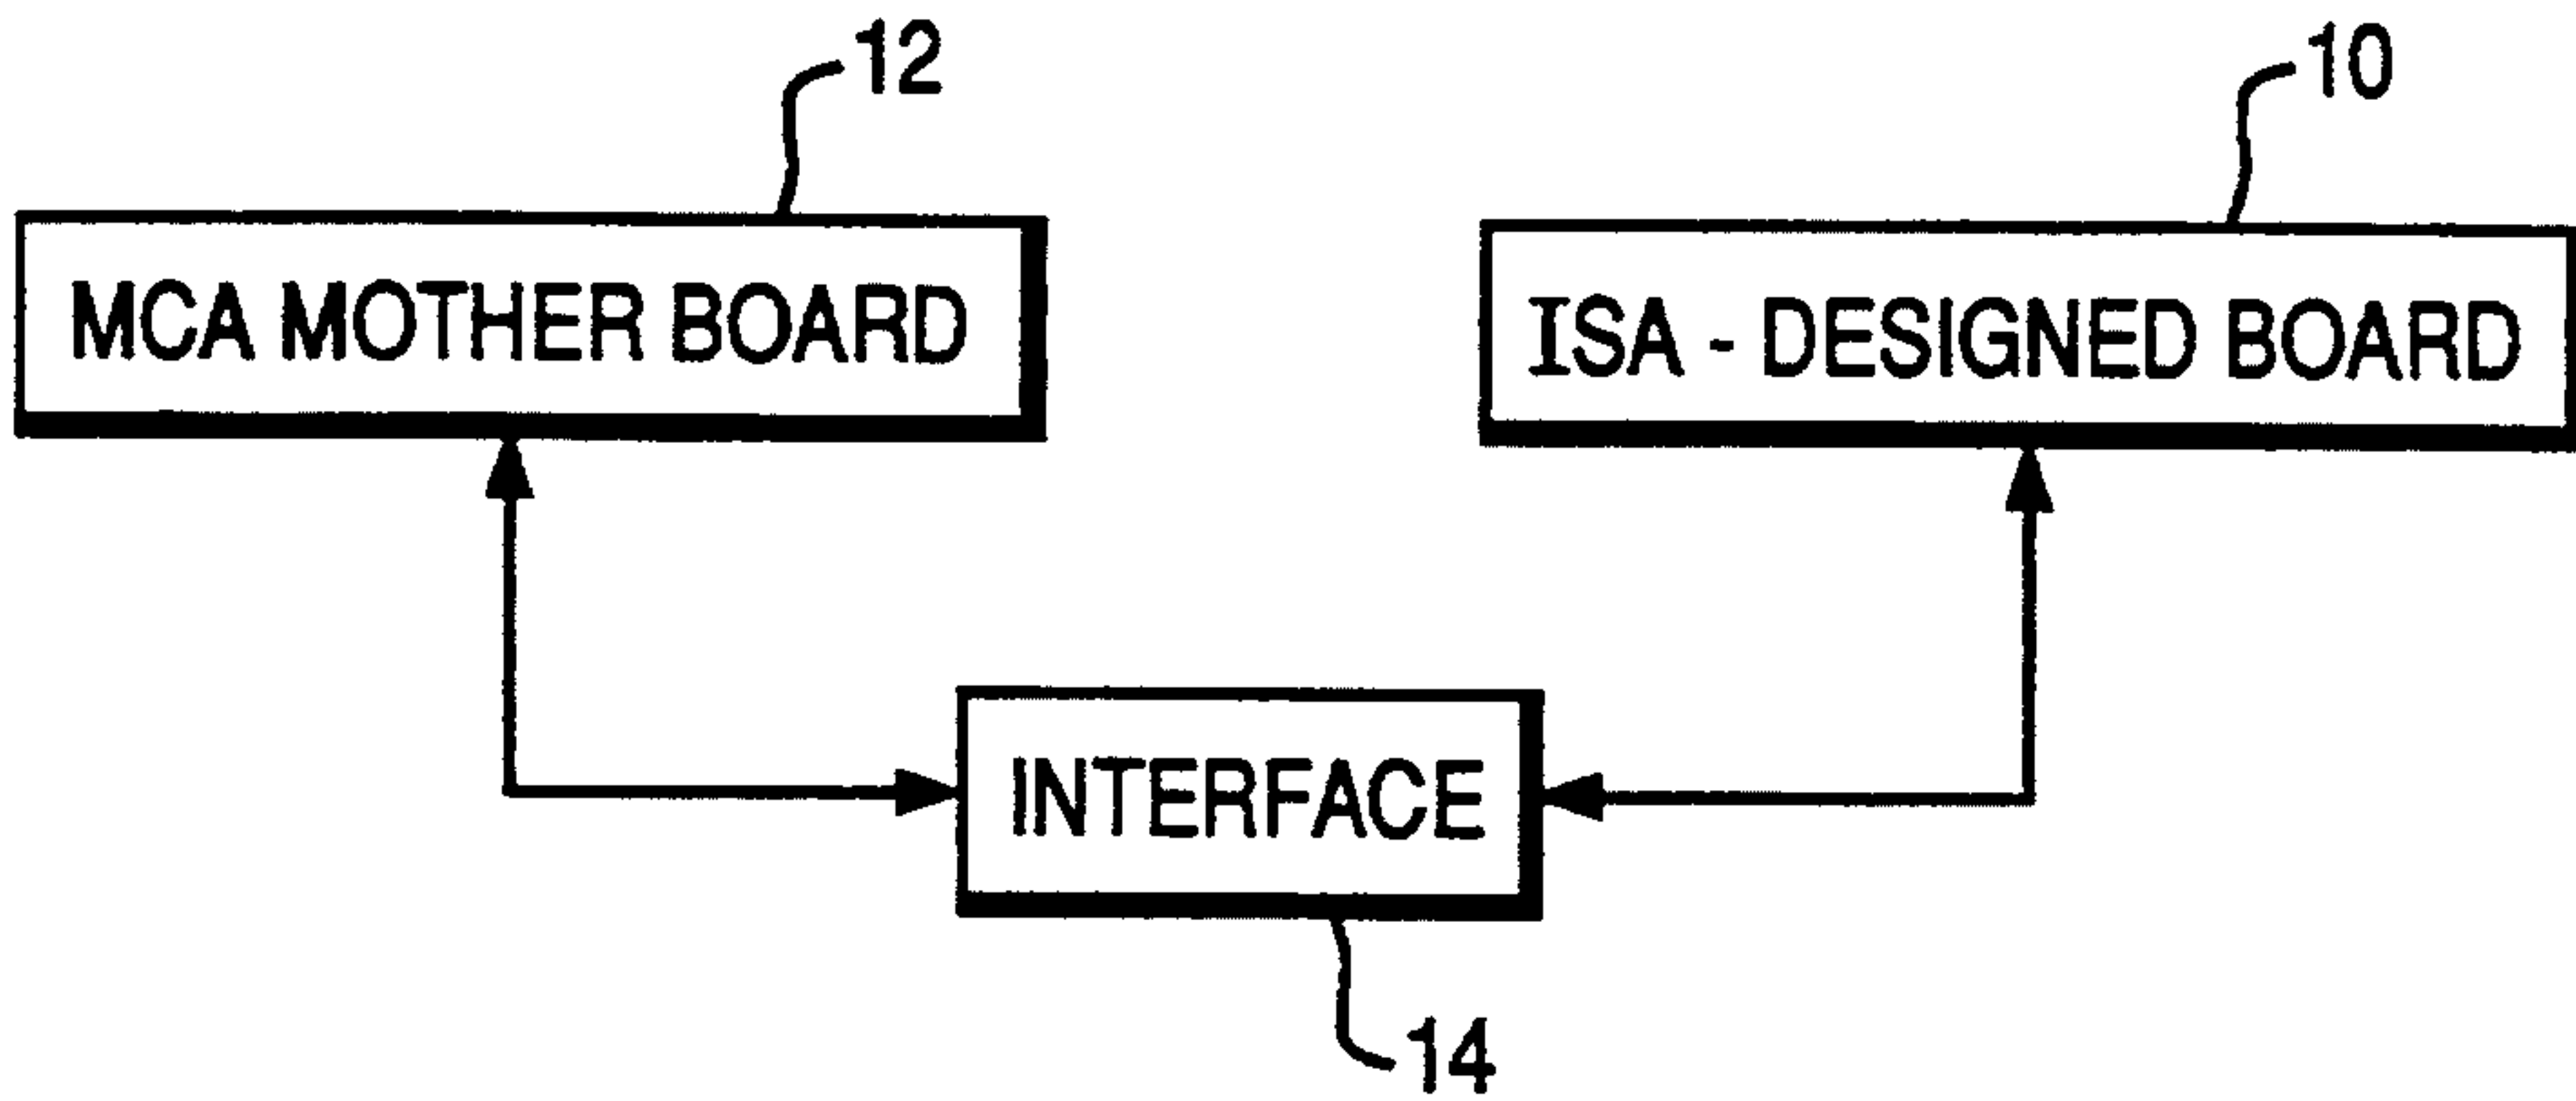 12
10
MCA MOTHER BOARD
ISA - DESIGNED BOARD
INTERFACE
14